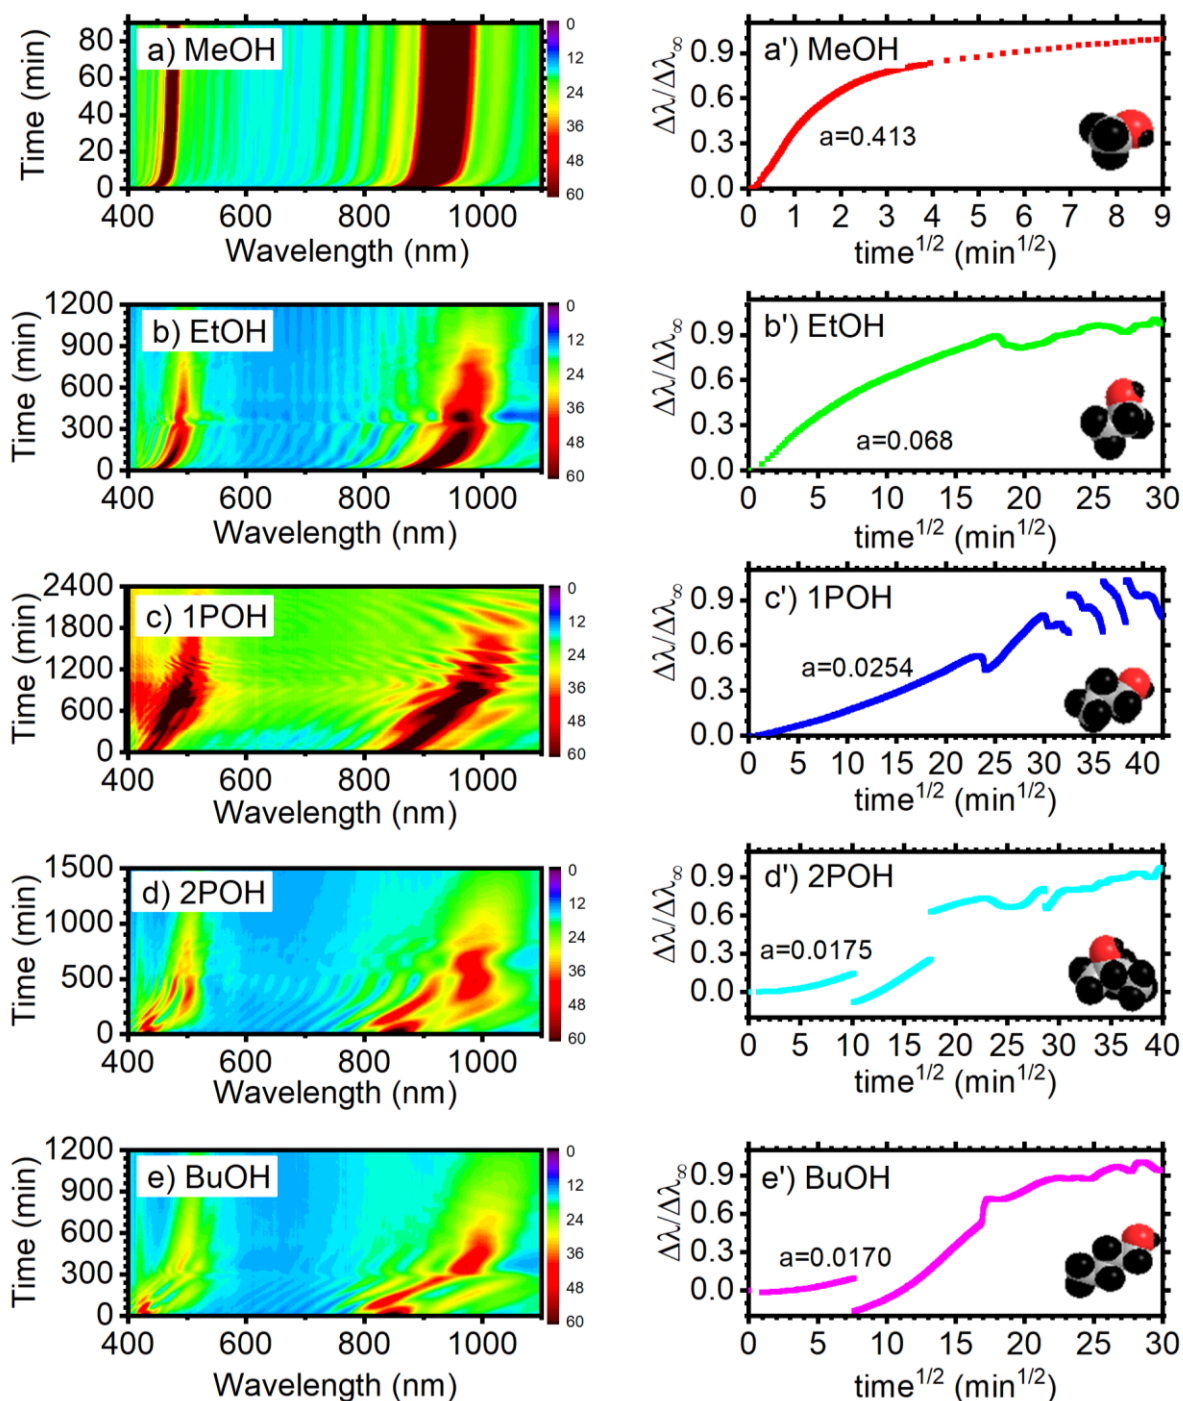 a) MeOH
Time (min)
80
60
40
20
0
400 600 800 1000
Wavelength (nm)
0
12
24
36
48
60
a') MeOH
Δλ/Δλ∞
0.9
0.6
0.3
0.0
a=0.413
0 1 2 3 4 5 6 7 8 9
time1/2 (min1/2)
b) EtOH
Time (min)
1200
900
600
300
0
400 600 800 1000
Wavelength (nm)
0
12
24
36
48
60
b') EtOH
Δλ/Δλ∞
0.9
0.6
0.3
0.0
a=0.068
0 5 10 15 20 25 30
time1/2 (min1/2)
c) 1POH
Time (min)
2400
1800
1200
600
0
400 600 800 1000
Wavelength (nm)
0
12
24
36
48
60
c') 1POH
Δλ/Δλ∞
0.9
0.6
0.3
0.0
a=0.0254
0 5 10 15 20 25 30 35 40
time1/2 (min1/2)
d) 2POH
Time (min)
1500
1000
500
0
400 600 800 1000
Wavelength (nm)
0
12
24
36
48
60
d') 2POH
Δλ/Δλ∞
0.9
0.6
0.3
0.0
a=0.0175
0 5 10 15 20 25 30 35 40
time1/2 (min1/2)
e) BuOH
Time (min)
1200
900
600
300
0
400 600 800 1000
Wavelength (nm)
0
12
24
36
48
60
e') BuOH
Δλ/Δλ∞
0.9
0.6
0.3
0.0
a=0.0170
0 5 10 15 20 25 30
time1/2 (min1/2)